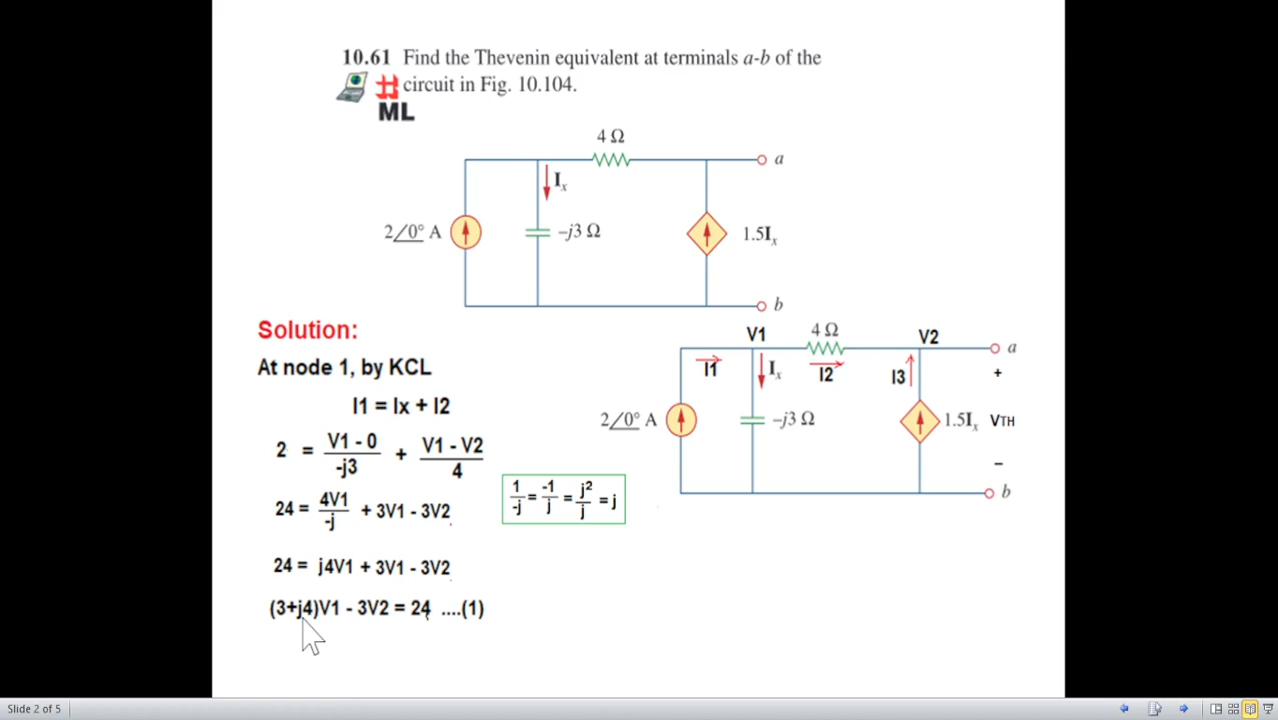 10.61 Find the Thevenin equivalent at terminals a-b of the
circuit in Fig. 10.104.
ML
4 Ω
a
Ix
2∠0° A
−j3 Ω
1.5Ix
b
Solution:
At node 1, by KCL
I1 = Ix + I2
2 = V1 - 0 / -j3 + V1 - V2 / 4
24 = 4V1 / -j + 3V1 - 3V2
24 = j4V1 + 3V1 - 3V2
(3+j4)V1 - 3V2 = 24 ....(1)
1/-j = -1/j = j²/j = j
V1
4 Ω
V2
a
I1
Ix
I2
I3
+
2∠0° A
−j3 Ω
1.5Ix
VTH
−
b
Slide 2 of 5